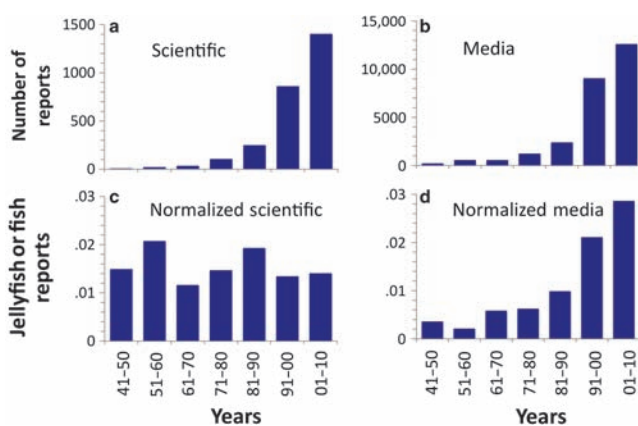 a
Scientific
Number of
reports
1500
1000
500
0
b
Media
15,000
10,000
5000
0
c
Normalized scientific
Jellyfish or fish
reports
.03
.02
.01
0
41–50
51–60
61–70
71–80
81–90
91–00
01–10
Years
d
Normalized media
.03
.02
.01
0
41–50
51–60
61–70
71–80
81–90
91–00
01–10
Years